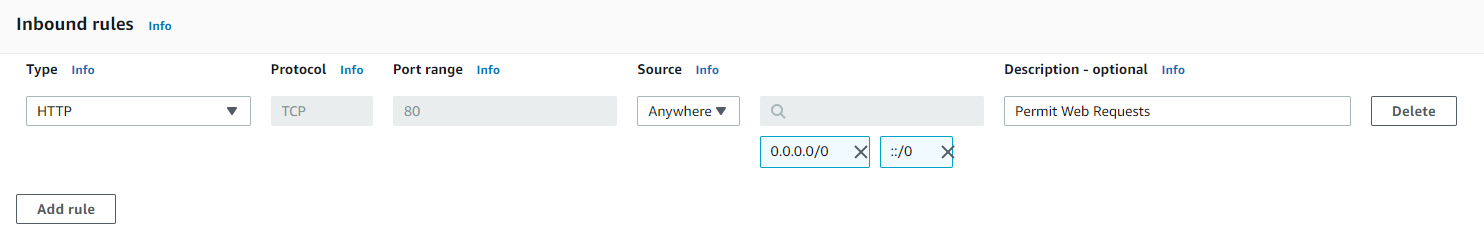 Inbound rules Info
Type Info Protocol Info Port range Info Source Info Description - optional Info
HTTP TCP 80 Anywhere Permit Web Requests Delete
0.0.0.0/0 ::/0
Add rule